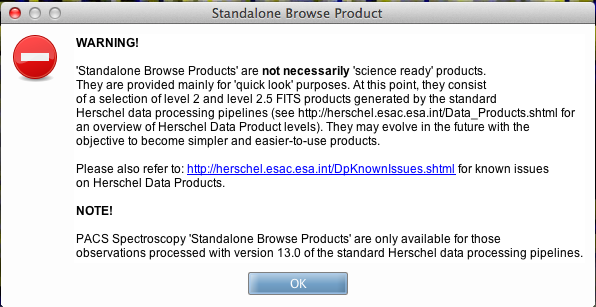 Standalone Browse Product
WARNING!
'Standalone Browse Products' are not necessarily 'science ready' products.
They are provided mainly for 'quick look' purposes. At this point, they consist
of a selection of level 2 and level 2.5 FITS products generated by the standard
Herschel data processing pipelines (see http://herschel.esac.esa.int/Data_Products.shtml for
an overview of Herschel Data Product levels). They may evolve in the future with the
objective to become simpler and easier-to-use products.
Please also refer to: http://herschel.esac.esa.int/DpKnownIssues.shtml for known issues
on Herschel Data Products.
NOTE!
PACS Spectroscopy 'Standalone Browse Products' are only available for those
observations processed with version 13.0 of the standard Herschel data processing pipelines.
OK